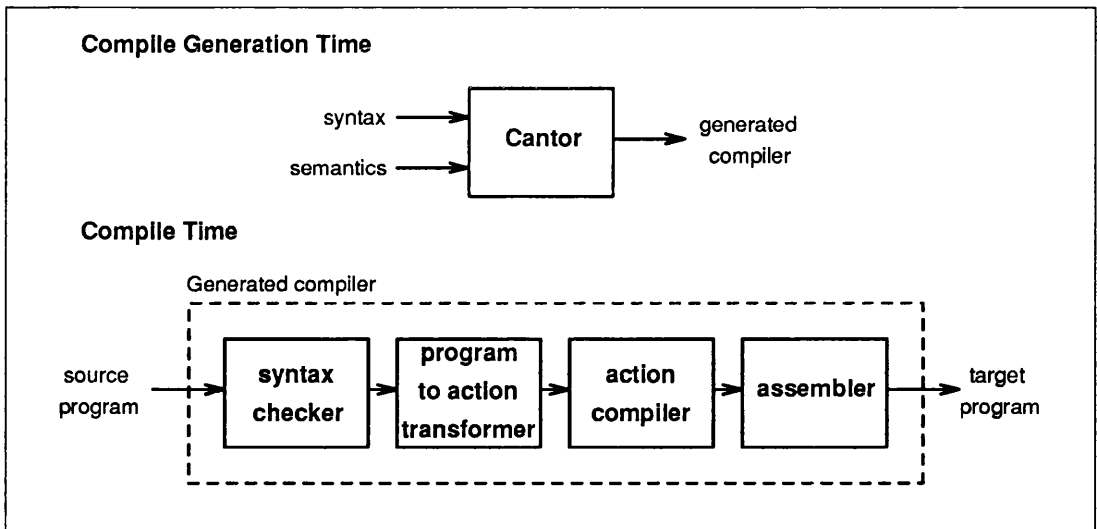 Compile Generation Time
syntax
semantics
Cantor
generated
compiler
Compile Time
Generated compiler
source
program
syntax
checker
program
to action
transformer
action
compiler
assembler
target
program